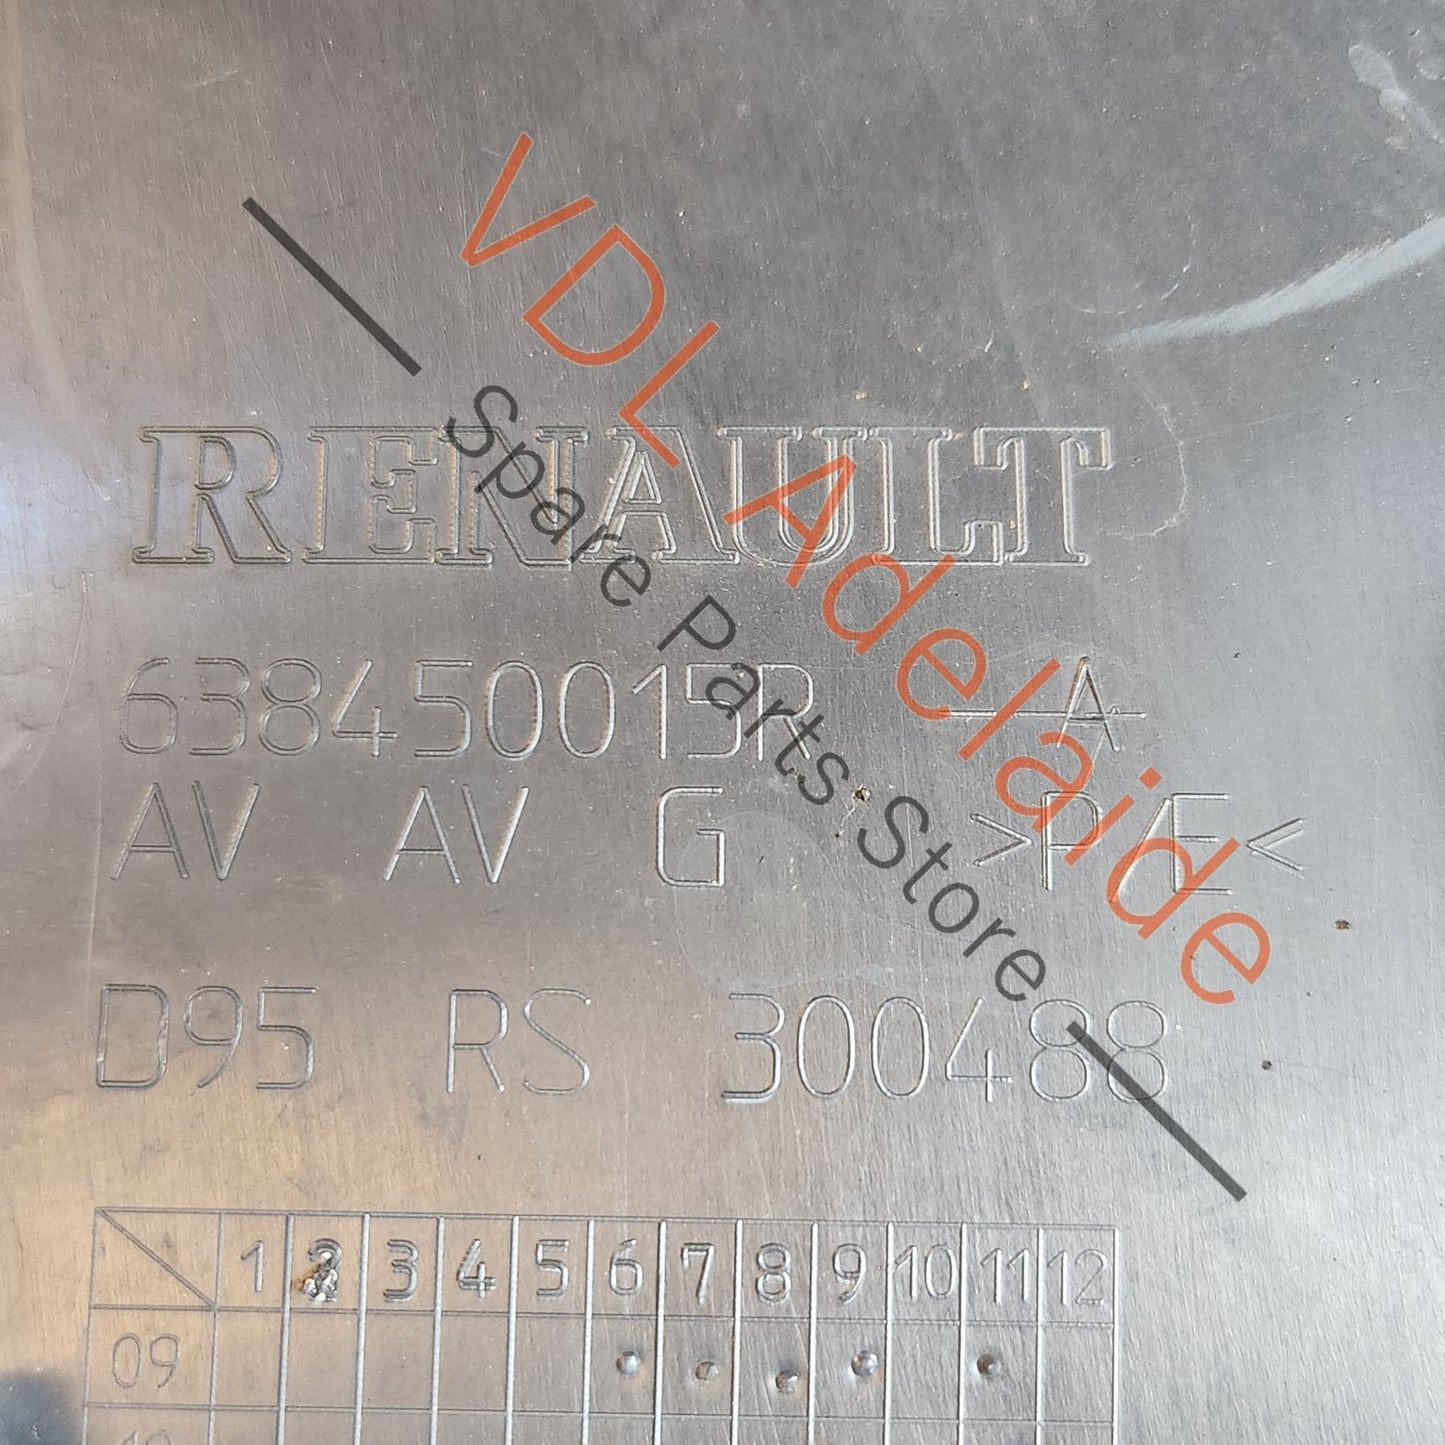 VDL Adelaide
Spare Parts Store
RENAULT
638450015R A
AV AV G >P/E<
D95 RS 300488
1 2 3 4 5 6 7 8 9 10 11 12
09